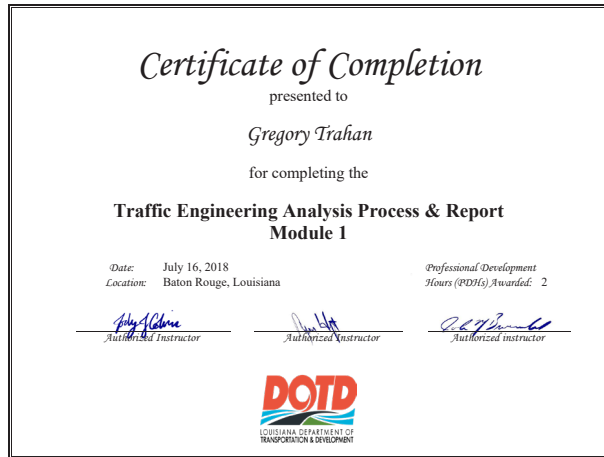 Certificate of Completion
presented to
Gregory Trahan
for completing the
Traffic Engineering Analysis Process & Report
Module 1
Date: July 16, 2018
Location: Baton Rouge, Louisiana
Professional Development
Hours (PDHs) Awarded: 2
Authorized Instructor
Authorized Instructor
Authorized instructor
DOTD
LOUISIANA DEPARTMENT OF
TRANSPORTATION & DEVELOPMENT